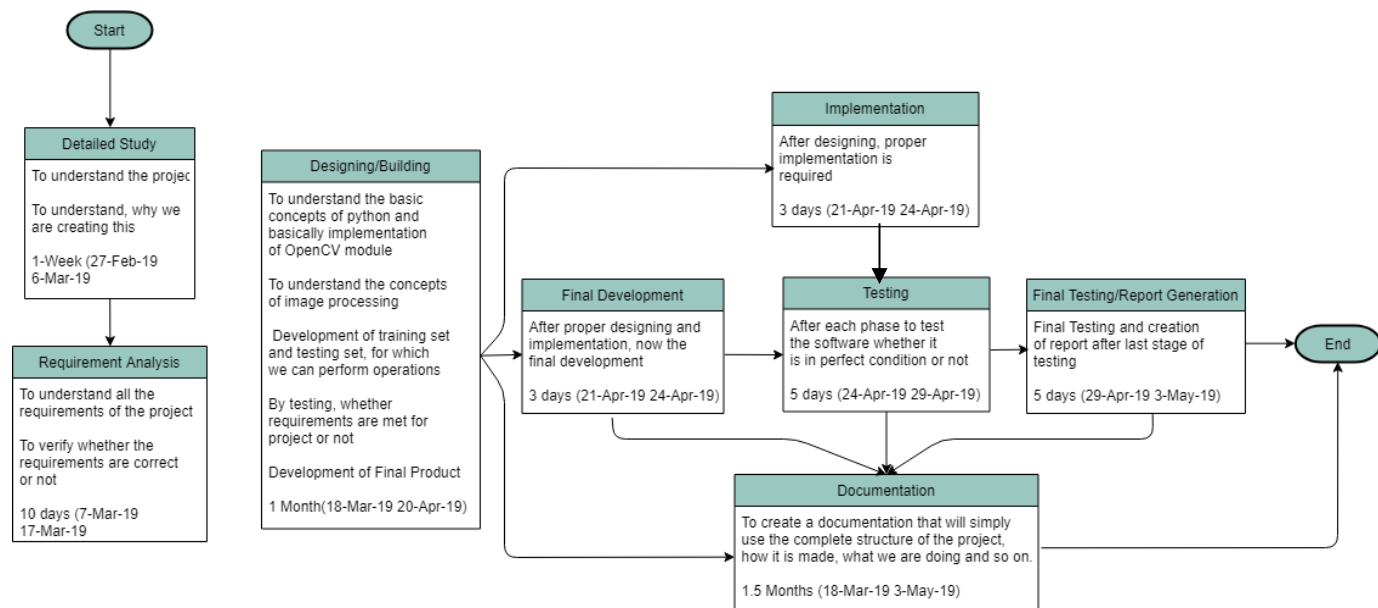 Start
Detailed Study
To understand the projec
To understand, why we
are creating this
1-Week (27-Feb-19
6-Mar-19
Requirement Analysis
To understand all the
requirements of the project
To verify whether the
requirements are correct
or not
10 days (7-Mar-19
17-Mar-19
Designing/Building
To understand the basic
concepts of python and
basically implementation
of OpenCV module
To understand the concepts
of image processing
Development of training set
and testing set, for which
we can perform operations
By testing, whether
requirements are met for
project or not
Development of Final Product
1 Month(18-Mar-19 20-Apr-19)
Implementation
After designing, proper
implementation is
required
3 days (21-Apr-19 24-Apr-19)
Final Development
After proper designing and
implementation, now the
final development
3 days (21-Apr-19 24-Apr-19)
Testing
After each phase to test
the software whether it
is in perfect condition or not
5 days (24-Apr-19 29-Apr-19)
Final Testing/Report Generation
Final Testing and creation
of report after last stage of
testing
5 days (29-Apr-19 3-May-19)
End
Documentation
To create a documentation that will simply
use the complete structure of the project,
how it is made, what we are doing and so on.
1.5 Months (18-Mar-19 3-May-19)